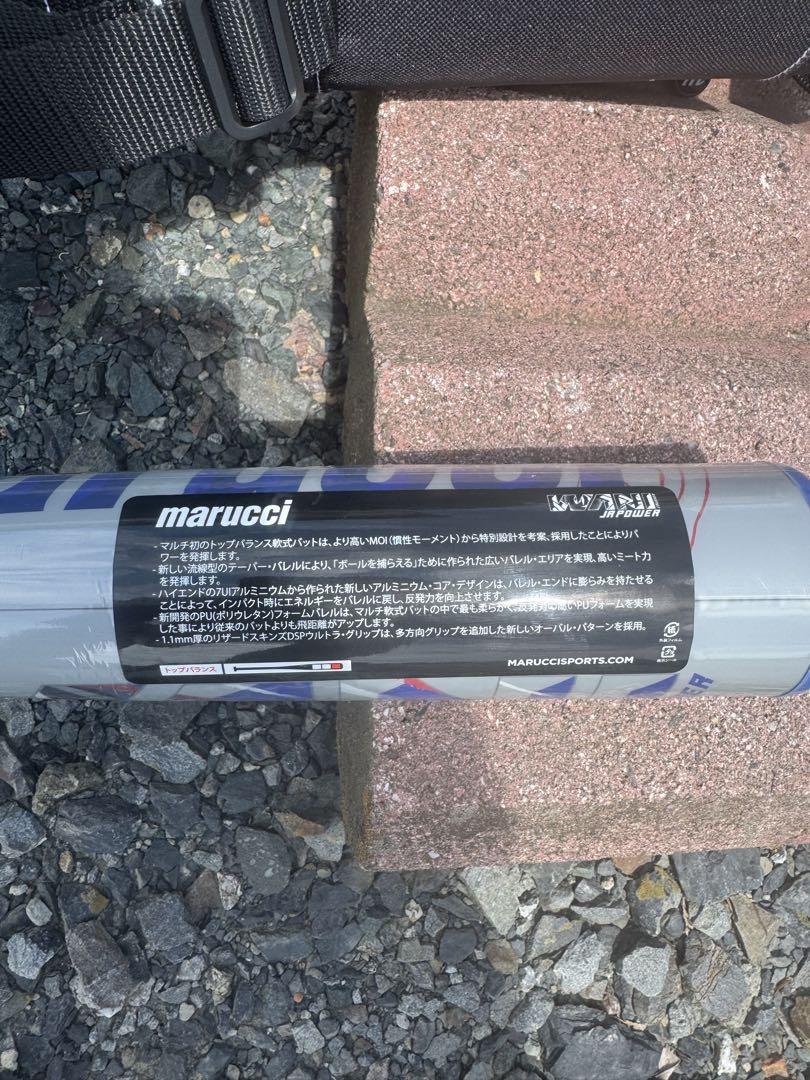 marucci
JAPOWER
- マルチ初のトップバランス軟式バットは、より高いMOI(慣性モーメント)から特別設計を考案、採用したことによりパ
ワーを発揮します。
- 新しい流線型のテーパー・バレルにより、「ボールを捕らえる」ために作られた広いバレル・エリアを実現、高いミート力
を発揮します。
- ハイエンドの7UIアルミニウムから作られた新しいアルミニウム・コア・デザインは、バレル・エンドに膨らみを持たせる
ことによって、インパクト時にエネルギーをバレルに戻し、反発力を向上させます。
- 新開発のPU(ポリウレタン)フォームバレルは、マルチ軟式バットの中で最も柔らかく、反発力の高いPUフォームを実現
した事により従来のバットよりも飛距離がアップします。
- 1.1mm厚のリザードスキンズDSPウルトラ・グリップは、多方向グリップを追加した新しいオーバル・パターンを採用。
トップバランス
MARUCCISPORTS.COM